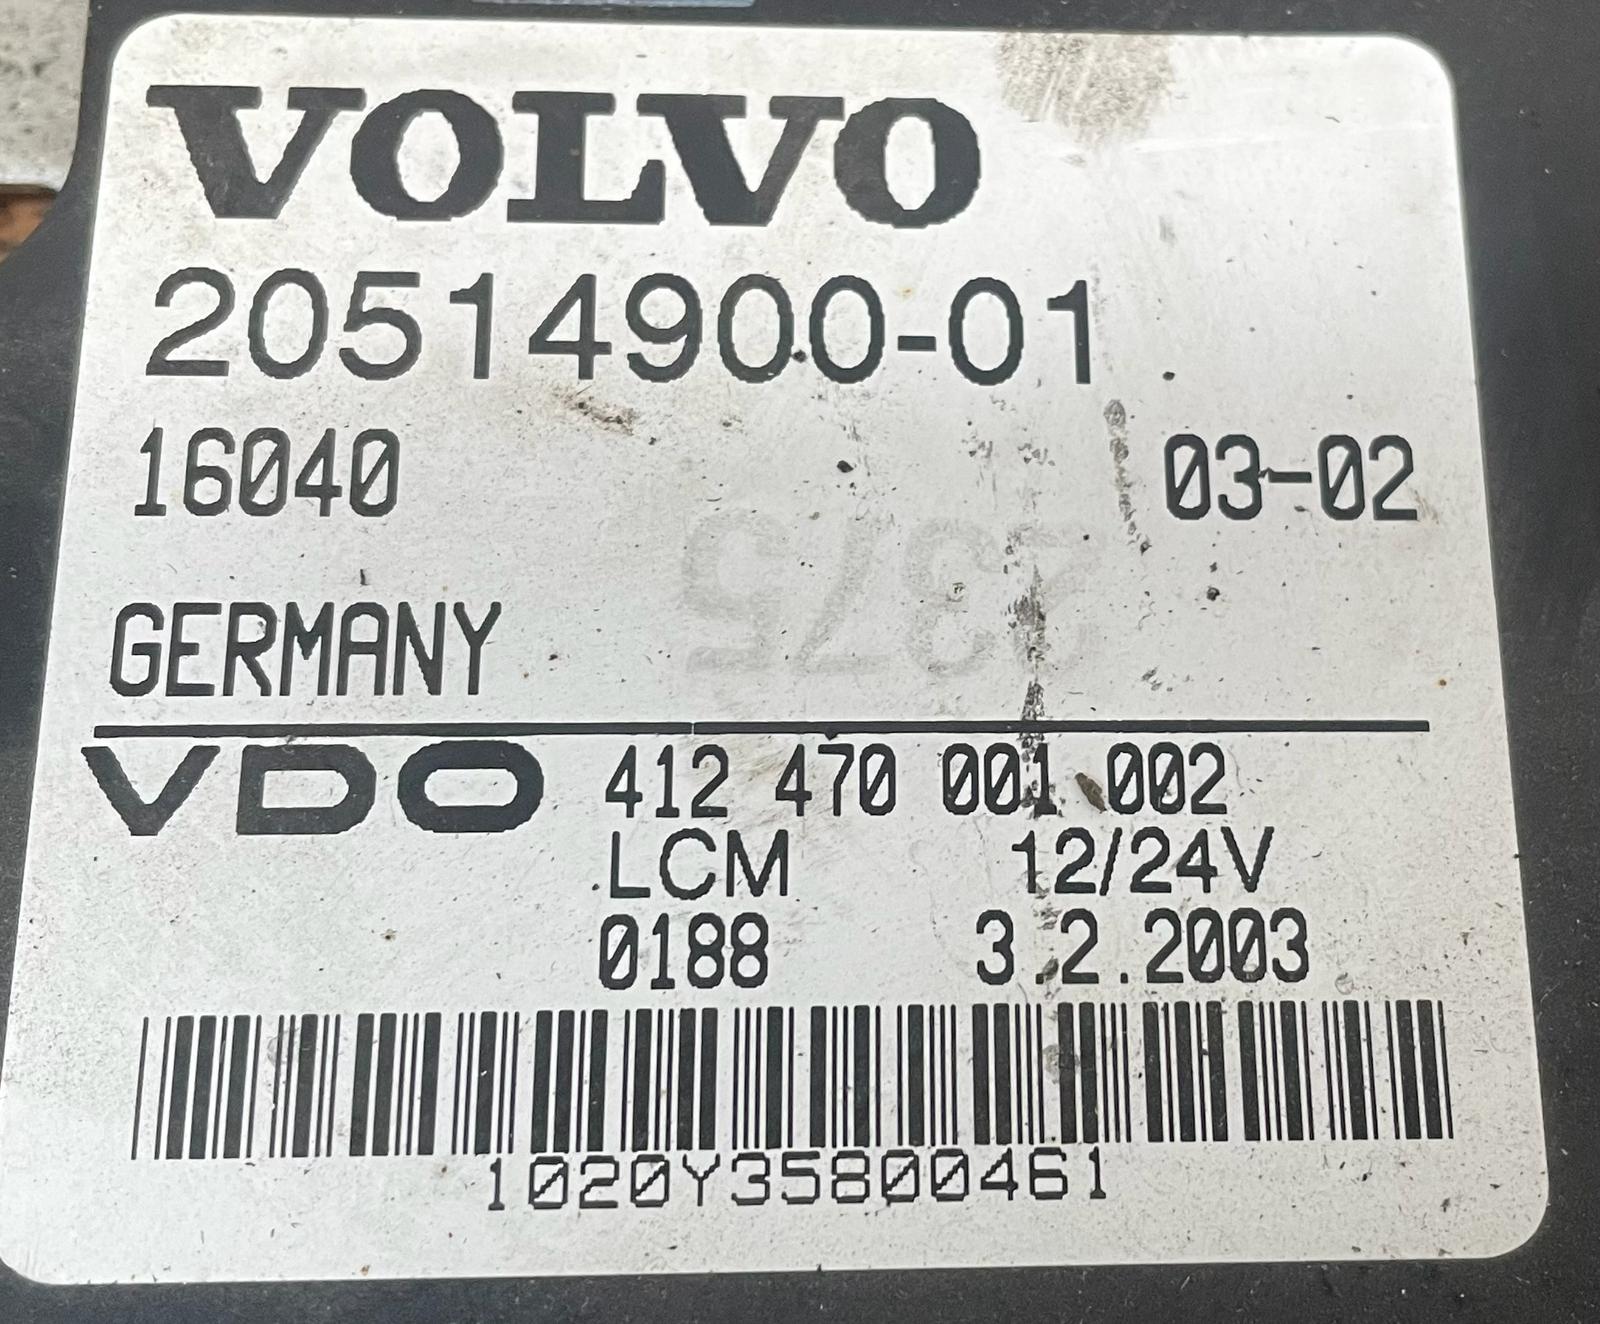 VOLVO
20514900-01
16040 03-02
2375
GERMANY
VDO 412 470 001 002
LCM 12/24V
0188 3.2.2003
1020Y35800461